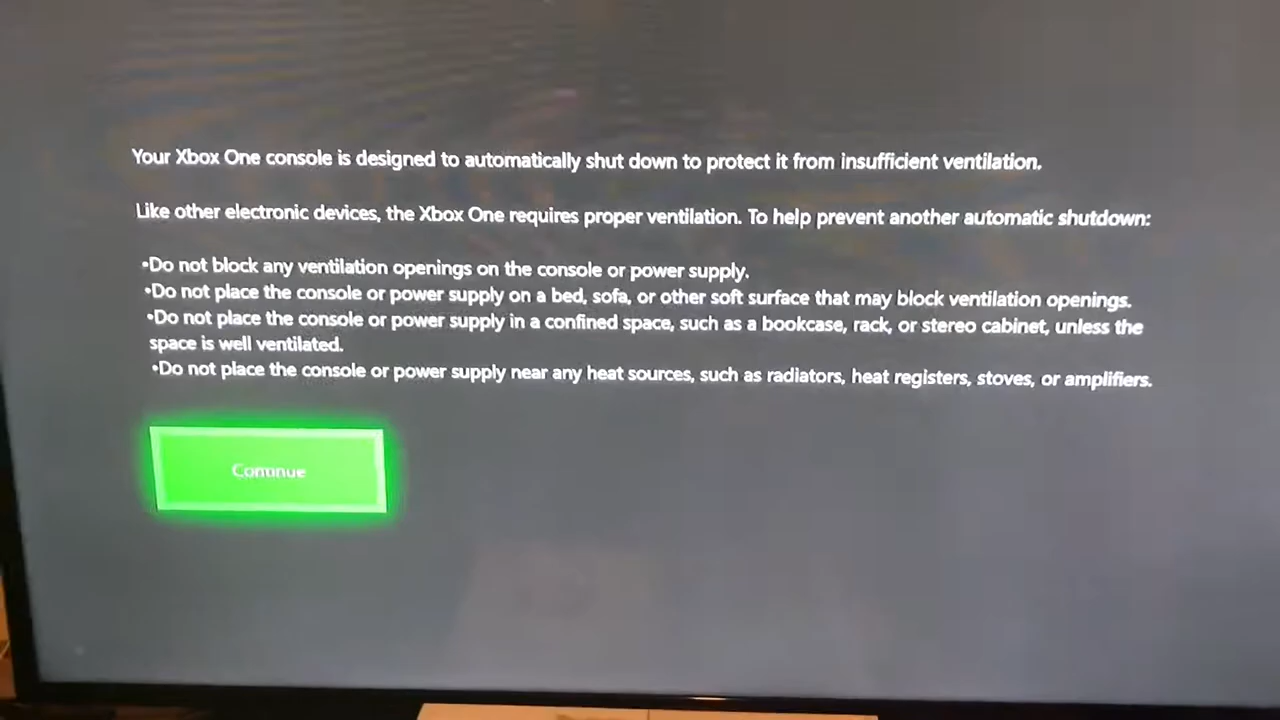 Your Xbox One console is designed to automatically shut down to protect it from insufficient ventilation.
Like other electronic devices, the Xbox One requires proper ventilation. To help prevent another automatic shutdown:
•Do not block any ventilation openings on the console or power supply.
•Do not place the console or power supply on a bed, sofa, or other soft surface that may block ventilation openings.
•Do not place the console or power supply in a confined space, such as a bookcase, rack, or stereo cabinet, unless the
space is well ventilated.
•Do not place the console or power supply near any heat sources, such as radiators, heat registers, stoves, or amplifiers.
Continue